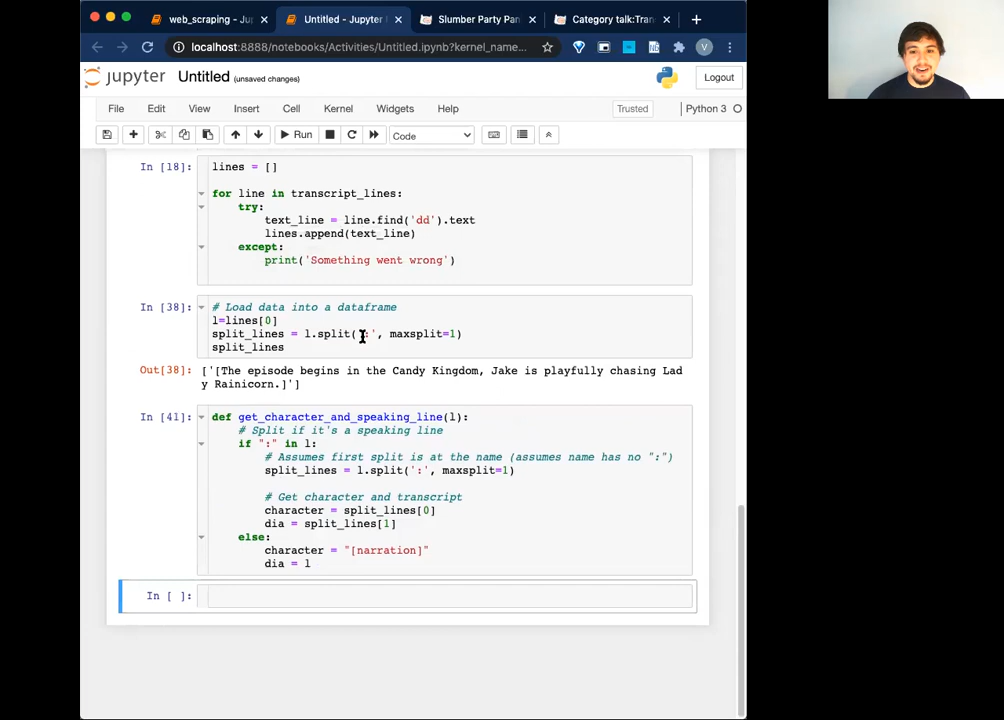 web_scraping - Ju
Untitled - Jupyter
Slumber Party Pan
Category talk:Tran
localhost:8888/notebooks/Activities/Untitled.ipynb?kernel_name...
V
jupyter Untitled (unsaved changes)
Logout
File Edit View Insert Cell Kernel Widgets Help
Trusted
Python 3
Run
Code
In [18]:
lines = []
for line in transcript_lines:
try:
text_line = line.find('dd').text
lines.append(text_line)
except:
print('Something went wrong')
In [38]:
# Load data into a dataframe
l=lines[0]
split_lines = l.split(':', maxsplit=1)
split_lines
Out[38]:
['[The episode begins in the Candy Kingdom, Jake is playfully chasing Lad
y Rainicorn.]']
In [41]:
def get_character_and_speaking_line(l):
# Split if it's a speaking line
if ":" in l:
# Assumes first split is at the name (assumes name has no ":")
split_lines = l.split(':', maxsplit=1)
# Get character and transcript
character = split_lines[0]
dia = split_lines[1]
else:
character = "[narration]"
dia = l
In [ ]: